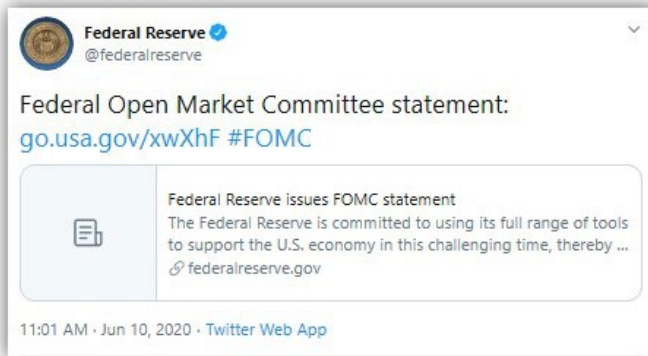 Federal Reserve
@federalreserve
Federal Open Market Committee statement:
go.usa.gov/xwXhF #FOMC
Federal Reserve issues FOMC statement
The Federal Reserve is committed to using its full range of tools
to support the U.S. economy in this challenging time, thereby ...
federalreserve.gov
11:01 AM · Jun 10, 2020 · Twitter Web App